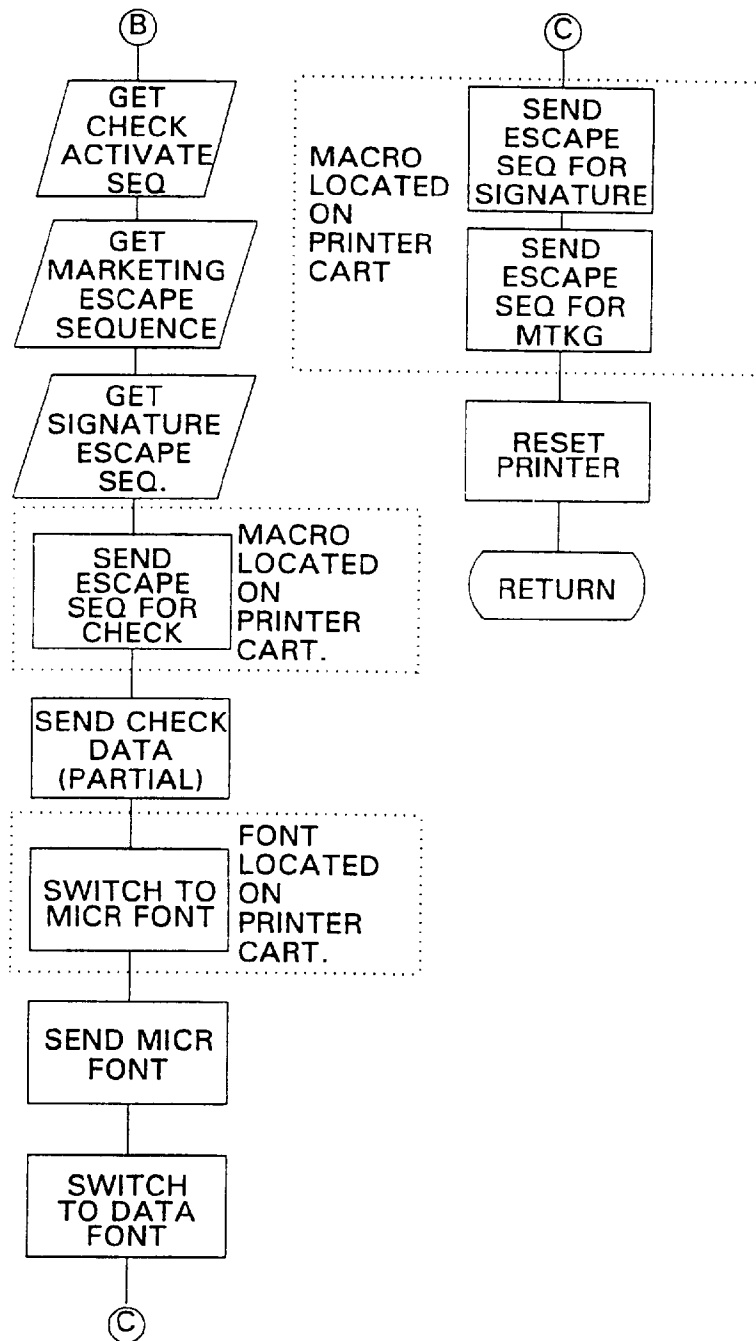 B
GET
CHECK
ACTIVATE
SEQ
GET
MARKETING
ESCAPE
SEQUENCE
GET
SIGNATURE
ESCAPE
SEQ.
SEND
ESCAPE
SEQ FOR
CHECK
MACRO
LOCATED
ON
PRINTER
CART.
SEND CHECK
DATA
(PARTIAL)
SWITCH TO
MICR FONT
FONT
LOCATED
ON
PRINTER
CART.
SEND MICR
FONT
SWITCH
TO DATA
FONT
C
C
MACRO
LOCATED
ON
PRINTER
CART
SEND
ESCAPE
SEQ FOR
SIGNATURE
SEND
ESCAPE
SEQ FOR
MTKG
RESET
PRINTER
RETURN